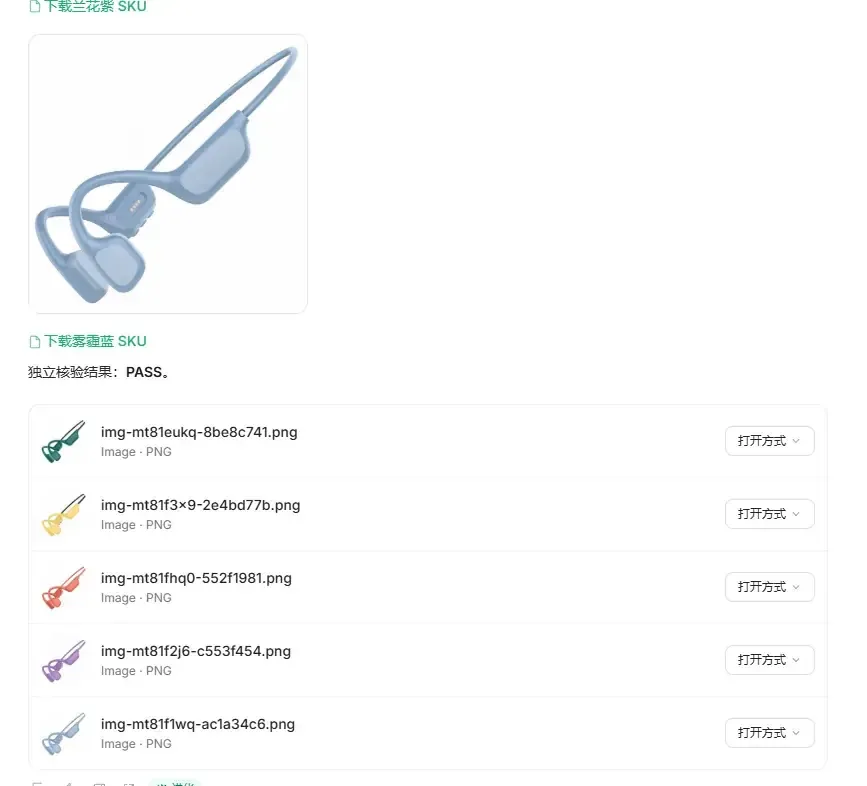 下载兰花紫 SKU
下载雾霾蓝 SKU
独立核验结果：PASS。
img-mt81eukq-8be8c741.png
Image · PNG
打开方式
img-mt81f3x9-2e4bd77b.png
Image · PNG
打开方式
img-mt81fhq0-552f1981.png
Image · PNG
打开方式
img-mt81f2j6-c553f454.png
Image · PNG
打开方式
img-mt81f1wq-ac1a34c6.png
Image · PNG
打开方式
进化